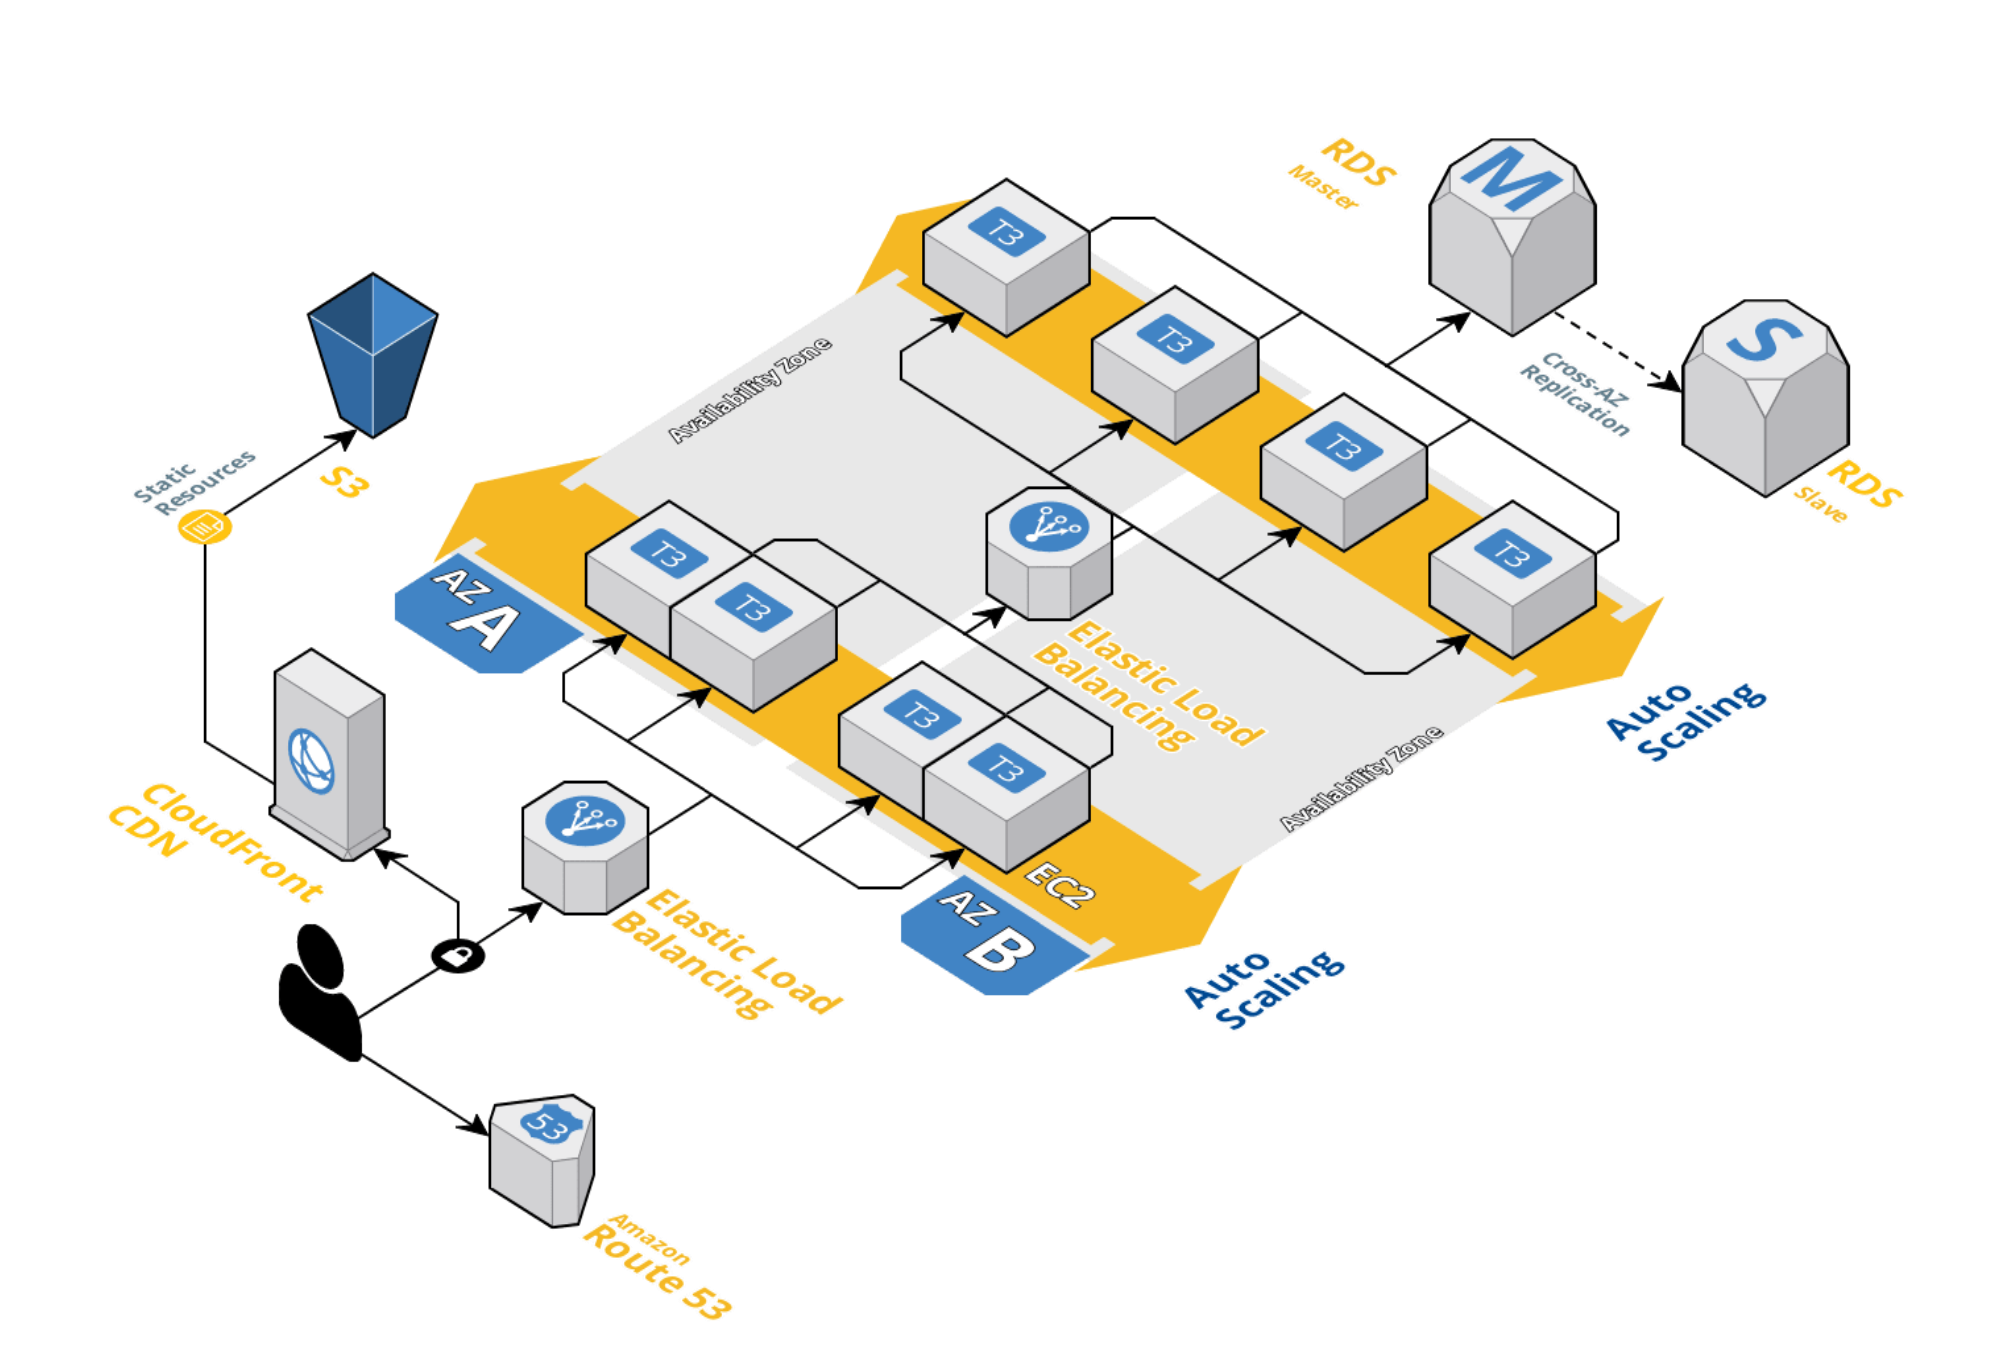 RDS
Master
M
S
Cross-AZ
Replication
RDS
Slave
T3
T3
T3
T3
Availability Zone
Static
Resources
S3
T3
T3
T3
T3
AZ A
Elastic Load
Balancing
Auto
Scaling
Availability Zone
EC2
AZ B
Auto
Scaling
CloudFront
CDN
Elastic Load
Balancing
53
Amazon
Route 53